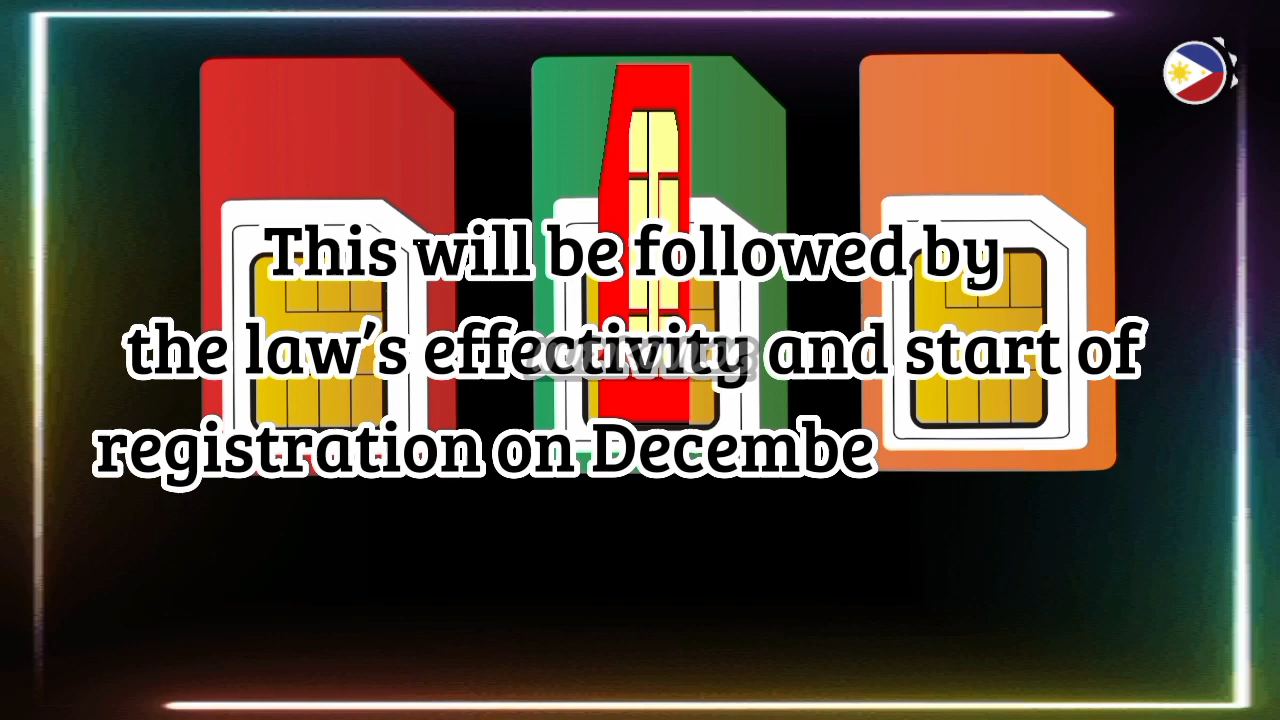 This will be followed by
the law’s effectivity and start of
registration on Decembe